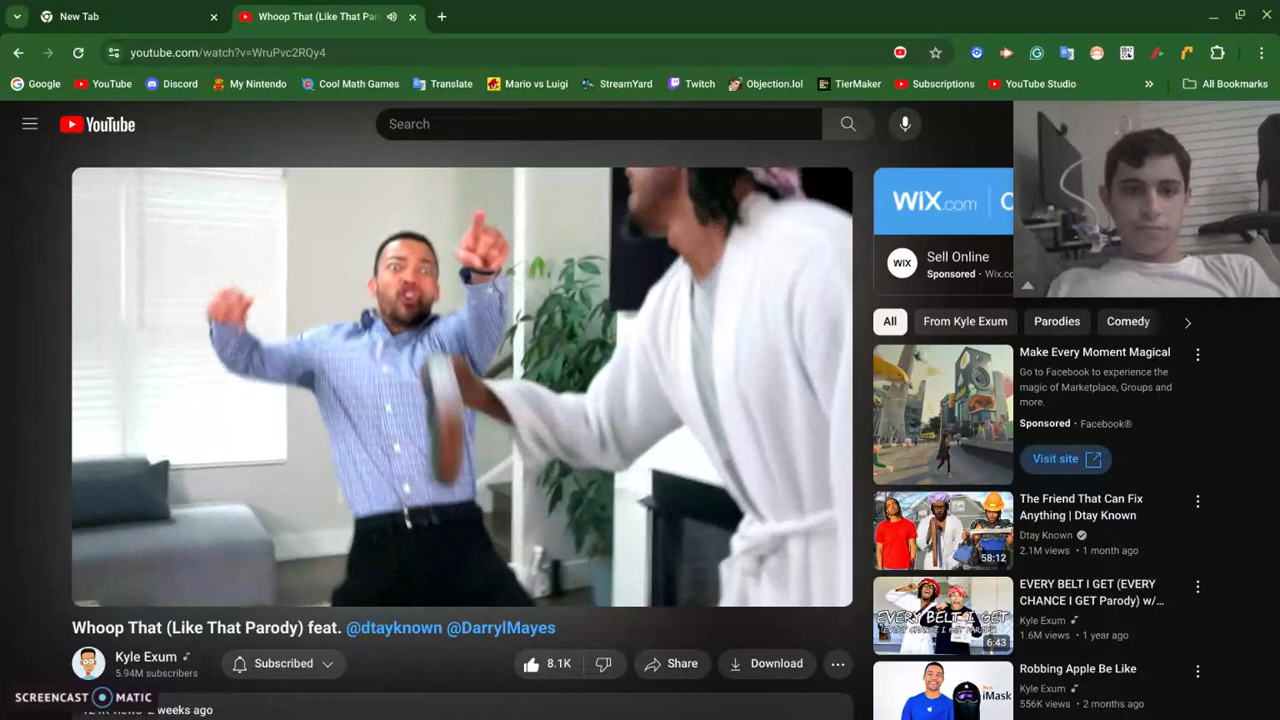 New Tab
Whoop That (Like That Par
youtube.com/watch?v=WruPvc2RQy4
Google
YouTube
Discord
My Nintendo
Cool Math Games
Translate
Mario vs Luigi
StreamYard
Twitch
Objection.lol
TierMaker
Subscriptions
YouTube Studio
»
All Bookmarks
YouTube
Search
WiX.com
WiX
Sell Online
Sponsored · Wix.co
All
From Kyle Exum
Parodies
Comedy
Make Every Moment Magical
Go to Facebook to experience the
magic of Marketplace, Groups and
more.
Sponsored · Facebook®
Visit site
The Friend That Can Fix
Anything | Dtay Known
Dtay Known
2.1M views · 1 month ago
58:12
EVERY BELT I GET (EVERY
CHANCE I GET Parody) w/...
Kyle Exum
1.6M views · 1 year ago
EVERY BELT I GET
6:43
Robbing Apple Be Like
Kyle Exum
556K views · 2 months ago
iMask
Whoop That (Like That Parody) feat. @dtayknown @DarrylMayes
Kyle Exum
5.94M subscribers
Subscribed
8.1K
Share
Download
SCREENCAST MATIC
views 2 weeks ago